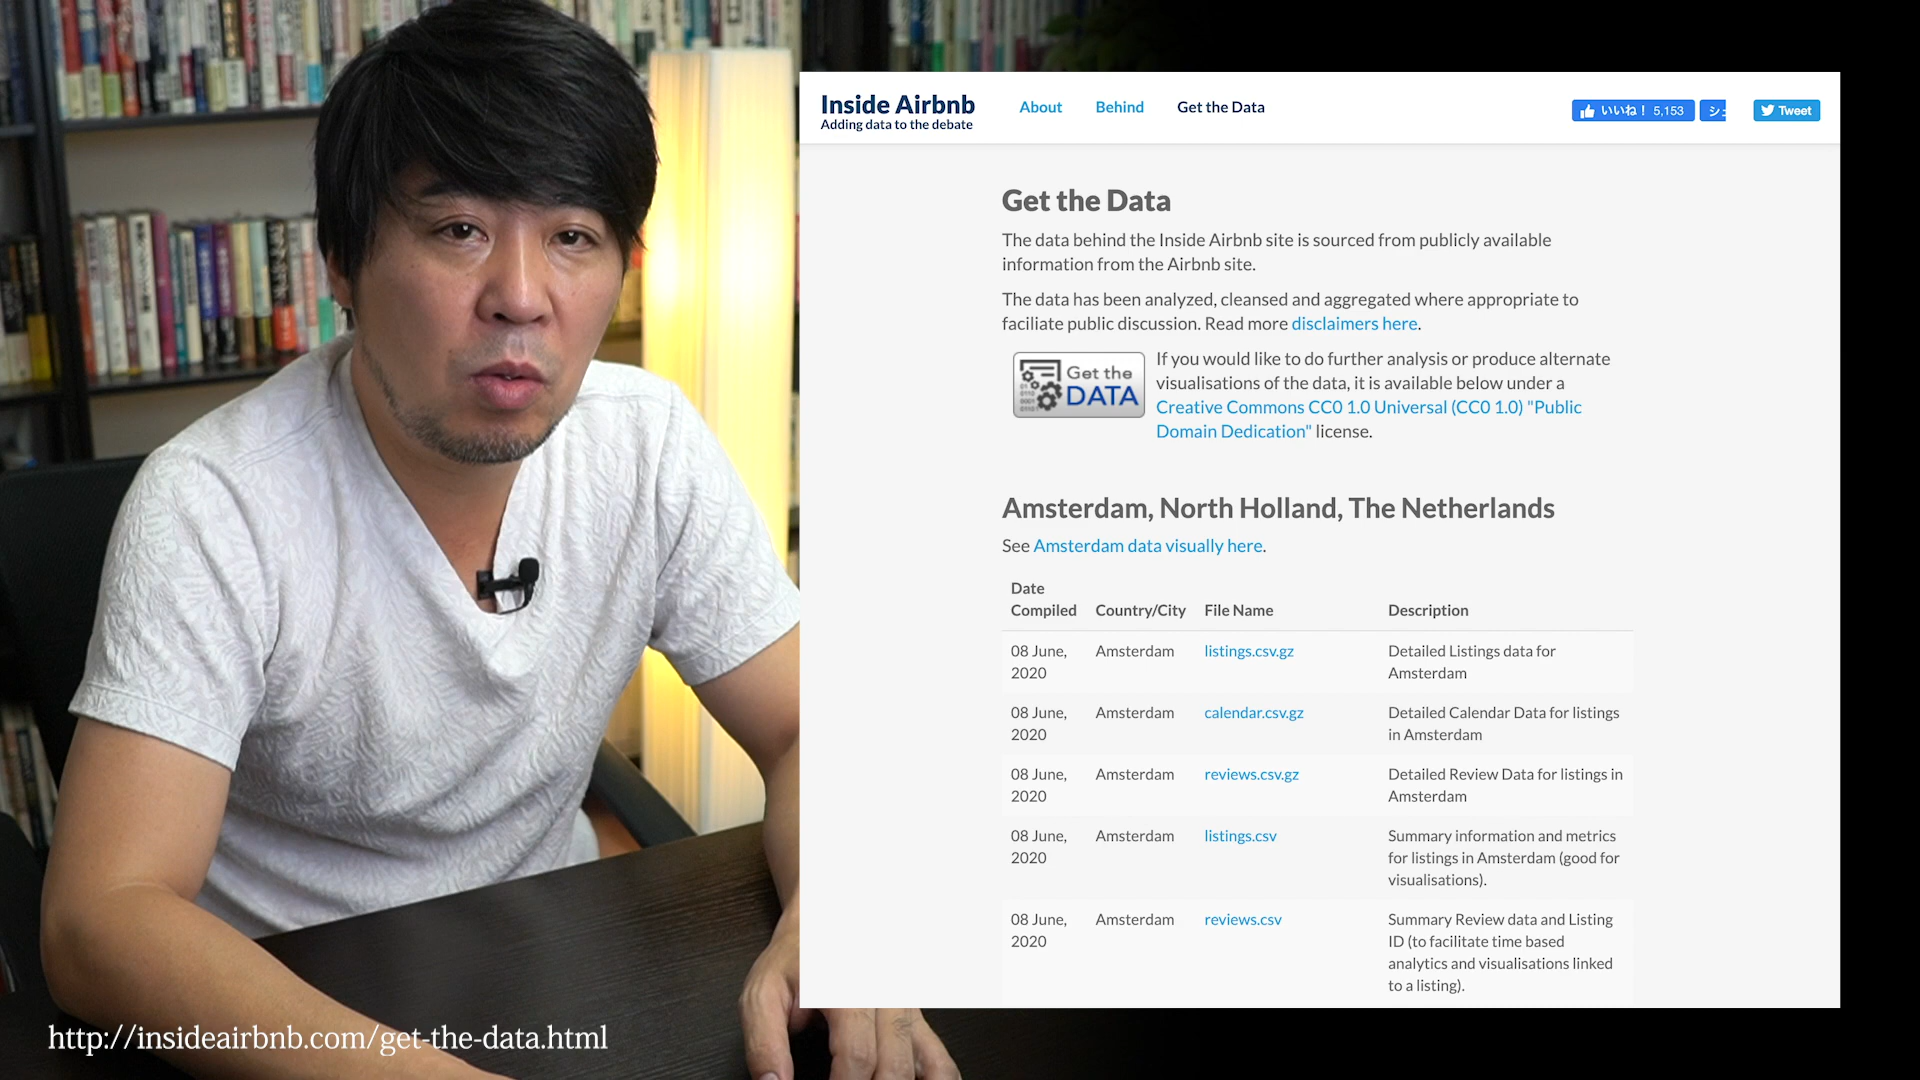 Inside Airbnb
Adding data to the debate
About
Behind
Get the Data
いいね！ 5,153
シェ
Tweet
Get the Data
The data behind the Inside Airbnb site is sourced from publicly available
information from the Airbnb site.
The data has been analyzed, cleansed and aggregated where appropriate to
faciliate public discussion. Read more disclaimers here.
Get the
DATA
If you would like to do further analysis or produce alternate
visualisations of the data, it is available below under a
Creative Commons CC0 1.0 Universal (CC0 1.0) "Public
Domain Dedication" license.
Amsterdam, North Holland, The Netherlands
See Amsterdam data visually here.
Date
Compiled Country/City File Name Description
08 June, Amsterdam listings.csv.gz Detailed Listings data for
2020 Amsterdam
08 June, Amsterdam calendar.csv.gz Detailed Calendar Data for listings
2020 in Amsterdam
08 June, Amsterdam reviews.csv.gz Detailed Review Data for listings in
2020 Amsterdam
08 June, Amsterdam listings.csv Summary information and metrics
2020 for listings in Amsterdam (good for
visualisations).
08 June, Amsterdam reviews.csv Summary Review data and Listing
2020 ID (to facilitate time based
analytics and visualisations linked
to a listing).
http://insideairbnb.com/get-the-data.html